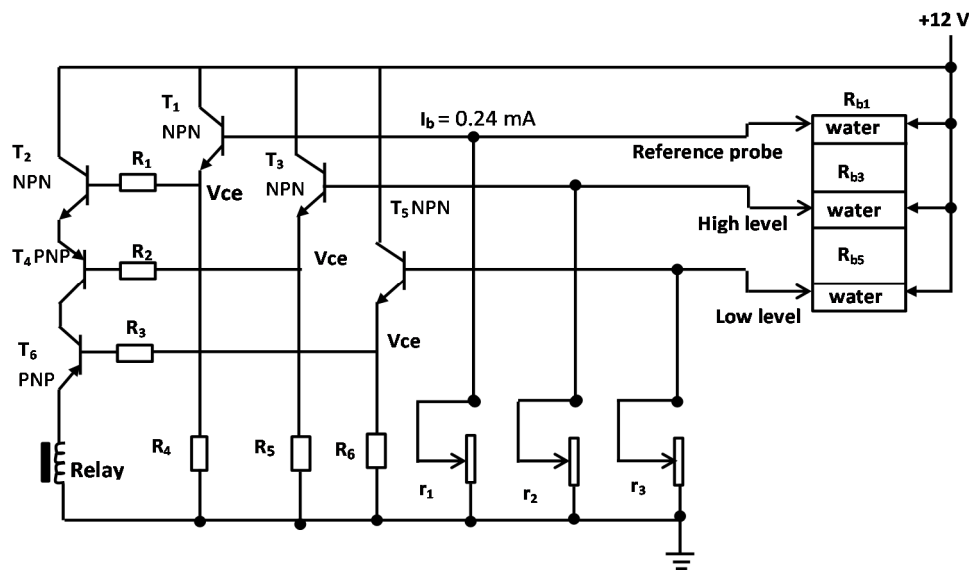 +12 V
T1
NPN
Ib = 0.24 mA
Rb1
water
Reference probe
T2
NPN
R1
Vce
T3
NPN
Rb3
T5 NPN
High level
water
T4 PNP
R2
Vce
Rb5
Low level
water
T6
PNP
R3
Vce
Relay
R4
R5
R6
r1
r2
r3